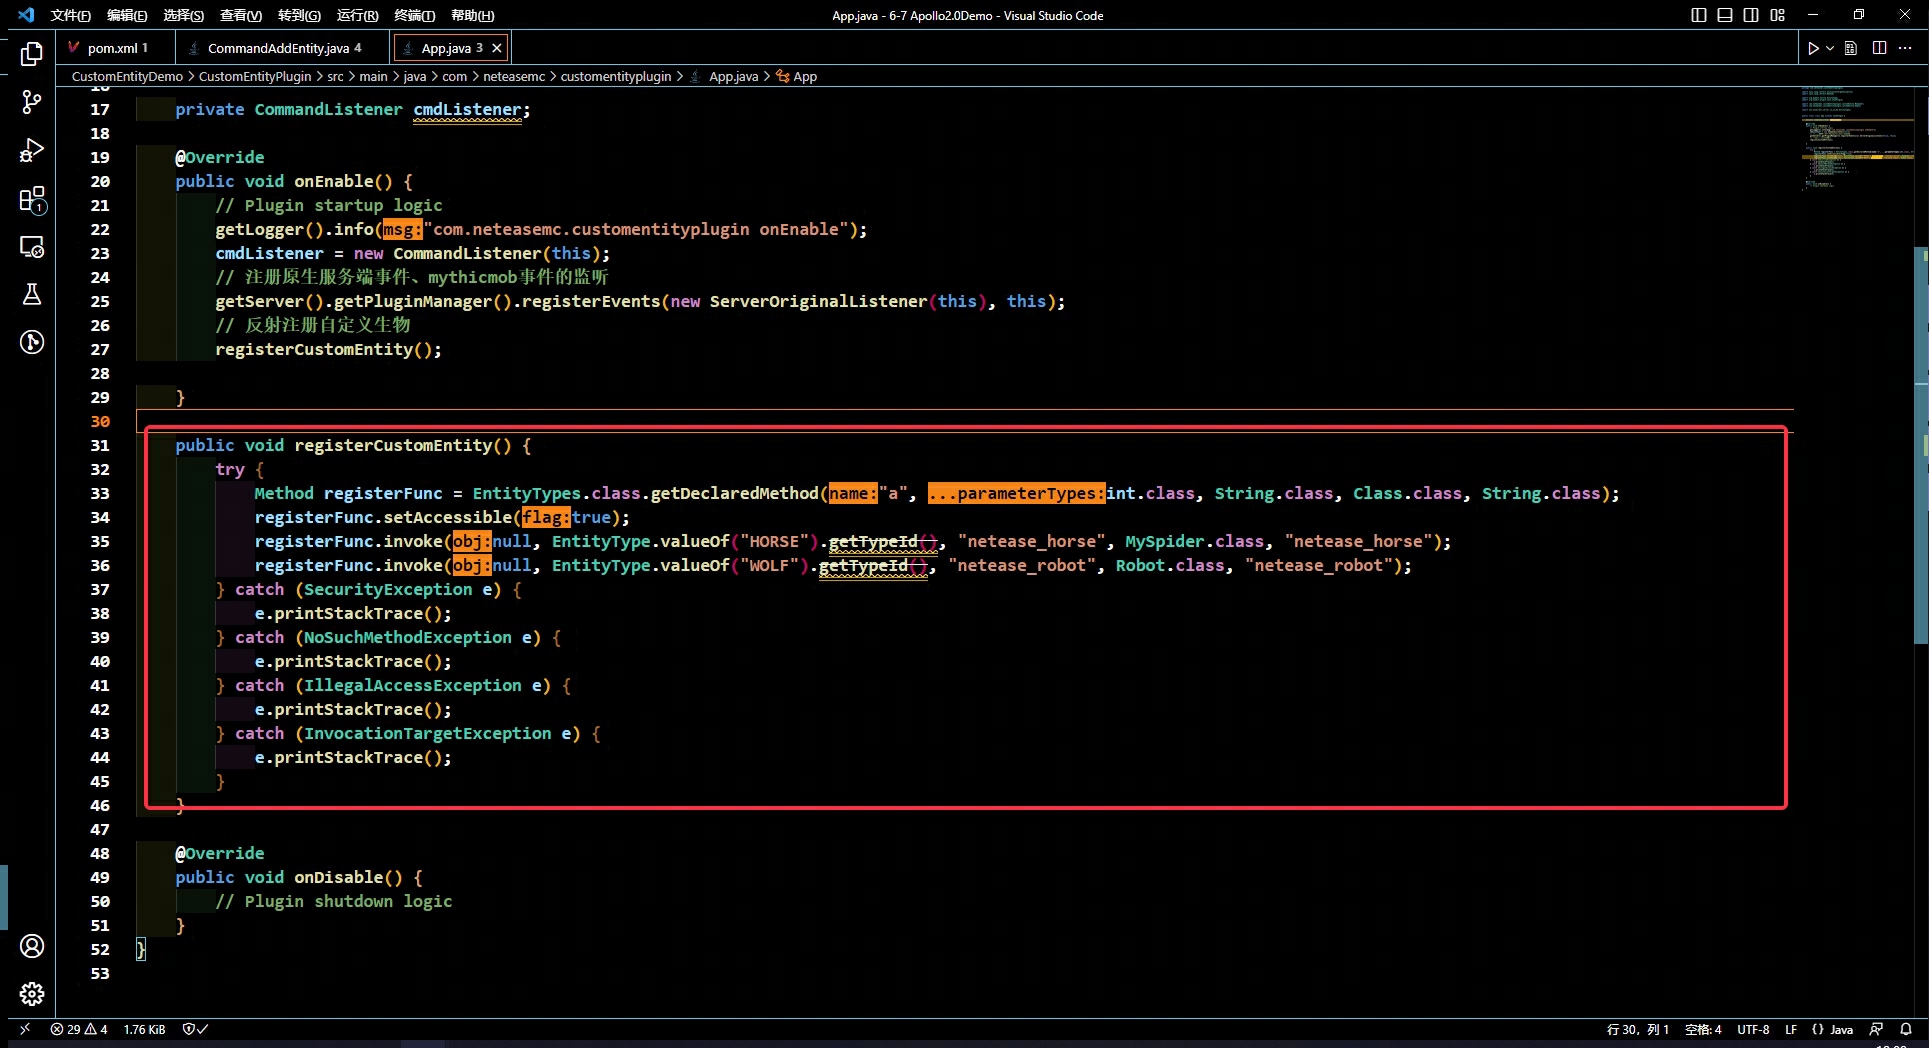 文件(F) 编辑(E) 选择(S) 查看(V) 转到(G) 运行(R) 终端(T) 帮助(H) App.java - 6-7 Apollo2.0Demo - Visual Studio Code
pom.xml 1 CommandAddEntity.java 4 App.java 3
CustomEntityDemo > CustomEntityPlugin > src > main > java > com > neteasemc > customentityplugin > App.java > App
17 private CommandListener cmdListener;
18
19 @Override
20 public void onEnable() {
21 // Plugin startup logic
22 getLogger().info(msg:"com.neteasemc.customentityplugin onEnable");
23 cmdListener = new CommandListener(this);
24 // 注册原生服务端事件、mythicmob事件的监听
25 getServer().getPluginManager().registerEvents(new ServerOriginalListener(this), this);
26 // 反射注册自定义生物
27 registerCustomEntity();
28
29 }
30
31 public void registerCustomEntity() {
32 try {
33 Method registerFunc = EntityTypes.class.getDeclaredMethod(name:"a", ...parameterTypes:int.class, String.class, Class.class, String.class);
34 registerFunc.setAccessible(flag:true);
35 registerFunc.invoke(obj:null, EntityType.valueOf("HORSE").getTypeId(), "netease_horse", MySpider.class, "netease_horse");
36 registerFunc.invoke(obj:null, EntityType.valueOf("WOLF").getTypeId(), "netease_robot", Robot.class, "netease_robot");
37 } catch (SecurityException e) {
38 e.printStackTrace();
39 } catch (NoSuchMethodException e) {
40 e.printStackTrace();
41 } catch (IllegalAccessException e) {
42 e.printStackTrace();
43 } catch (InvocationTargetException e) {
44 e.printStackTrace();
45 }
46 }
47
48 @Override
49 public void onDisable() {
50 // Plugin shutdown logic
51 }
52 }
53
29 4 1.76 KiB 行 30，列 1 空格: 4 UTF-8 LF {} Java